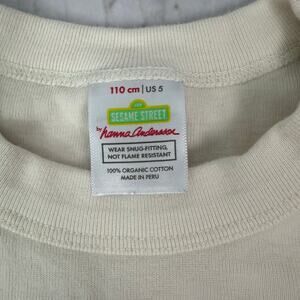 110 cm | US 5
SESAME STREET
by hanna Andersson
WEAR SNUG-FITTING,
NOT FLAME RESISTANT
100% ORGANIC COTTON
MADE IN PERU